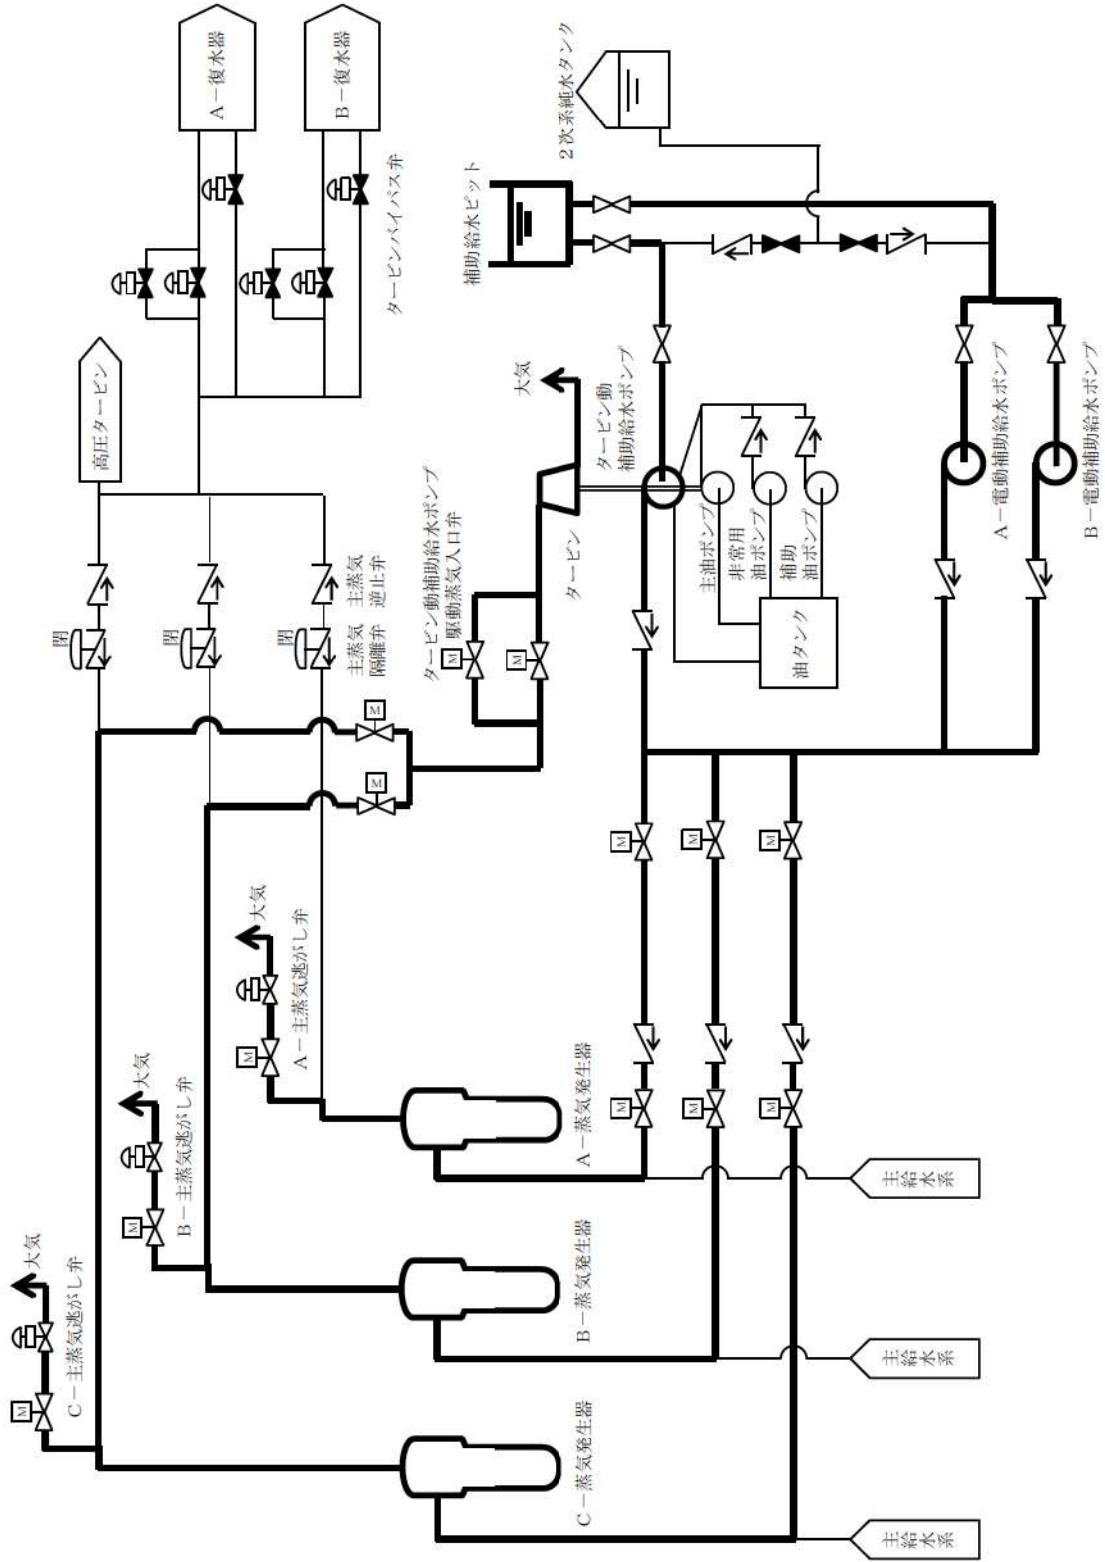 A－復水器
B－復水器
タービンバイパス弁
高圧タービン
2次系純水タンク
補助給水ピット
大気
タービン動
補助給水ポンプ
A－電動補助給水ポンプ
B－電動補助給水ポンプ
タービン動補助給水ポンプ
駆動蒸気入口弁
タービン
主油ポンプ
非常用
油ポンプ
補助
油ポンプ
油タンク
閉
閉
閉
主蒸気
逆止弁
主蒸気
隔離弁
M
M
M
M
大気
A－主蒸気逃がし弁
M
大気
B－主蒸気逃がし弁
M
大気
C－主蒸気逃がし弁
M
M
M
M
M
M
M
A－蒸気発生器
B－蒸気発生器
C－蒸気発生器
主
給
水
系
主
給
水
系
主
給
水
系